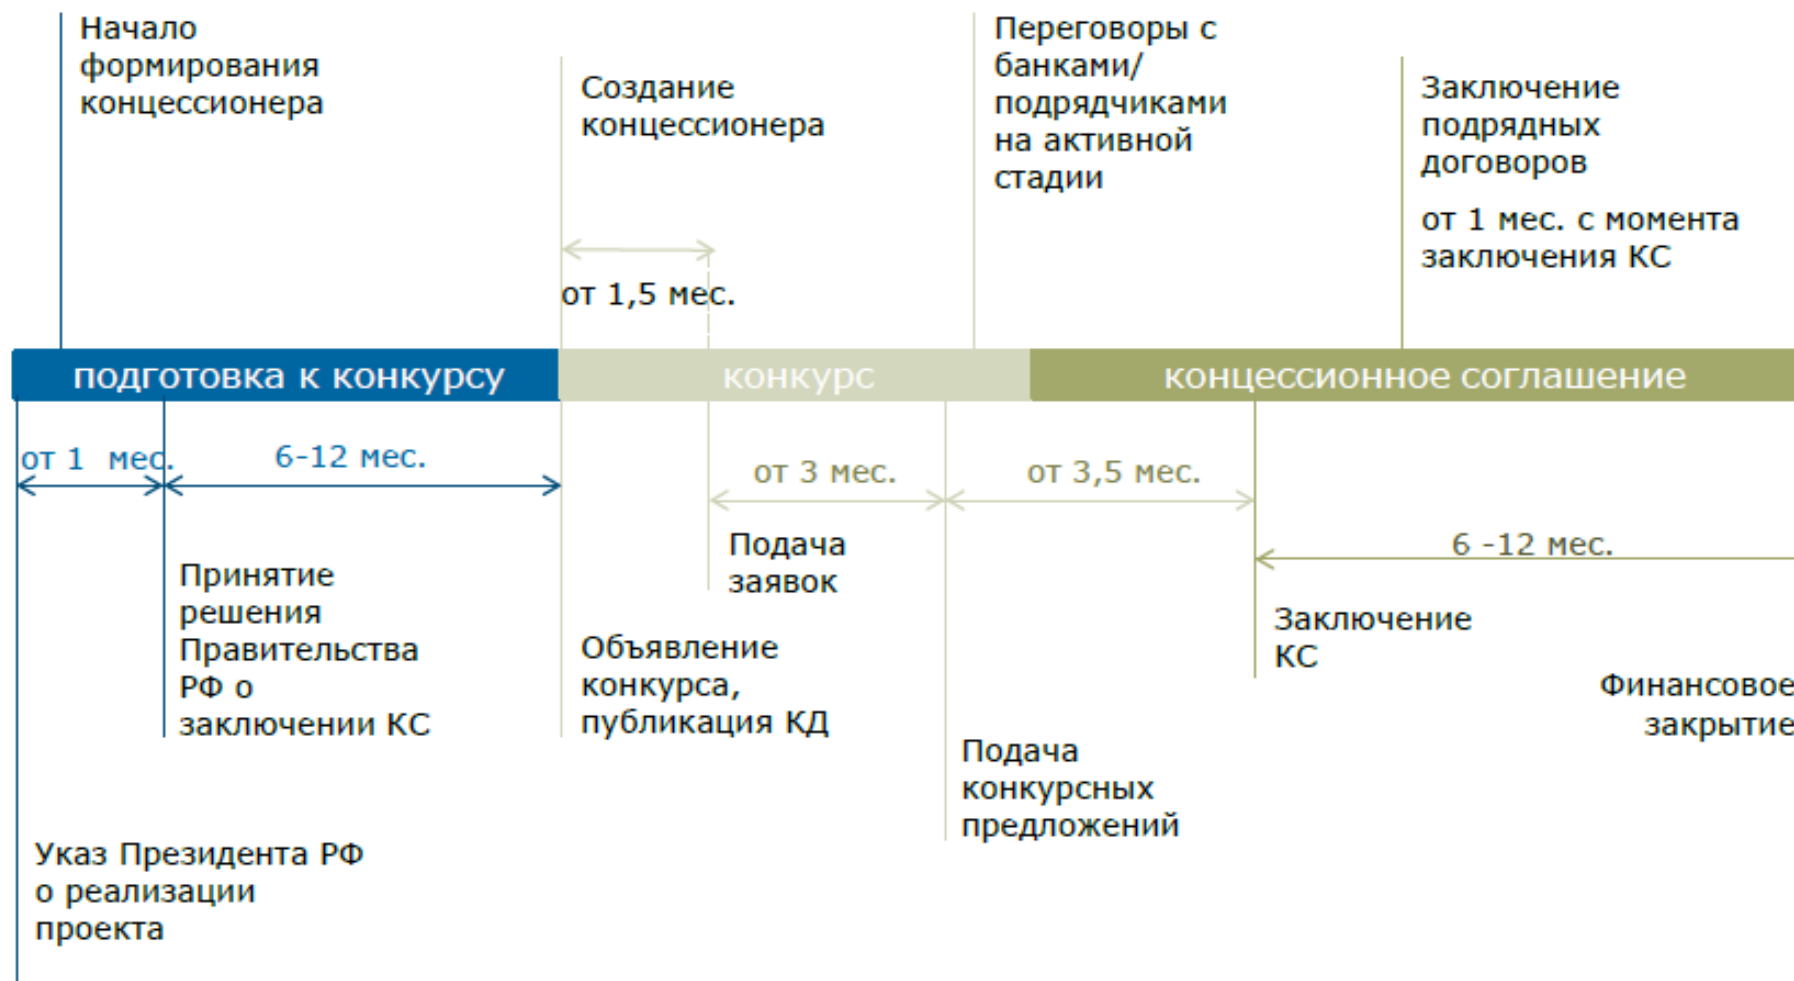 Начало
формирования
концессионера
Создание
концессионера
Переговоры с
банками/
подрядчиками
на активной
стадии
Заключение
подрядных
договоров
от 1 мес. с момента
заключения КС
от 1,5 мес.
подготовка к конкурсу
конкурс
концессионное соглашение
от 1 мес.
6-12 мес.
от 3 мес.
от 3,5 мес.
6 -12 мес.
Принятие
решения
Правительства
РФ о
заключении КС
Подача
заявок
Объявление
конкурса,
публикация КД
Заключение
КС
Финансовое
закрытие
Подача
конкурсных
предложений
Указ Президента РФ
о реализации
проекта